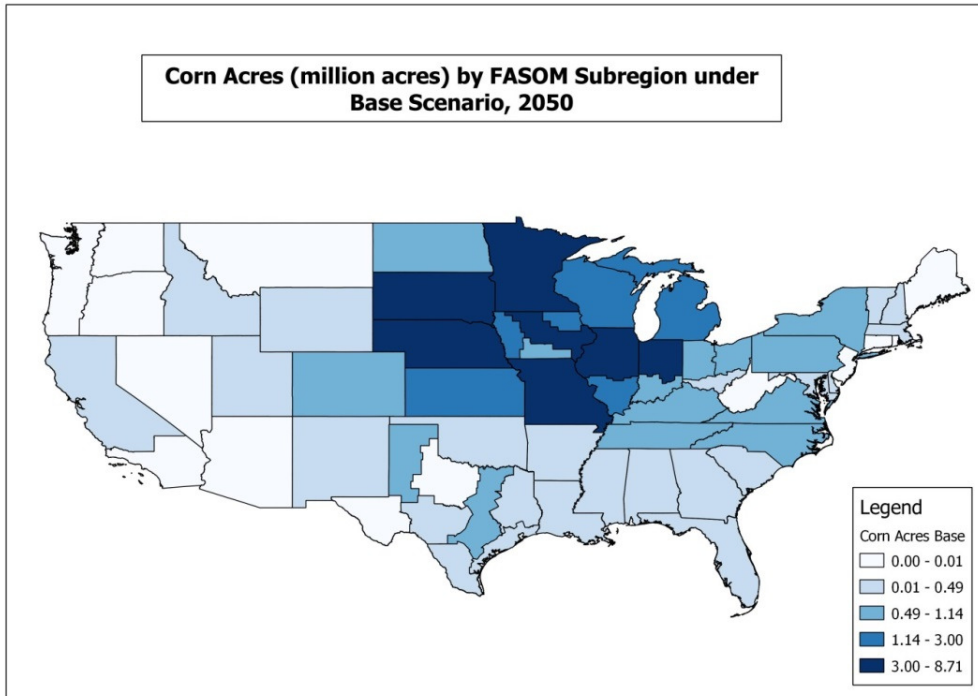 Corn Acres (million acres) by FASOM Subregion under
Base Scenario, 2050
Legend
Corn Acres Base
0.00 - 0.01
0.01 - 0.49
0.49 - 1.14
1.14 - 3.00
3.00 - 8.71